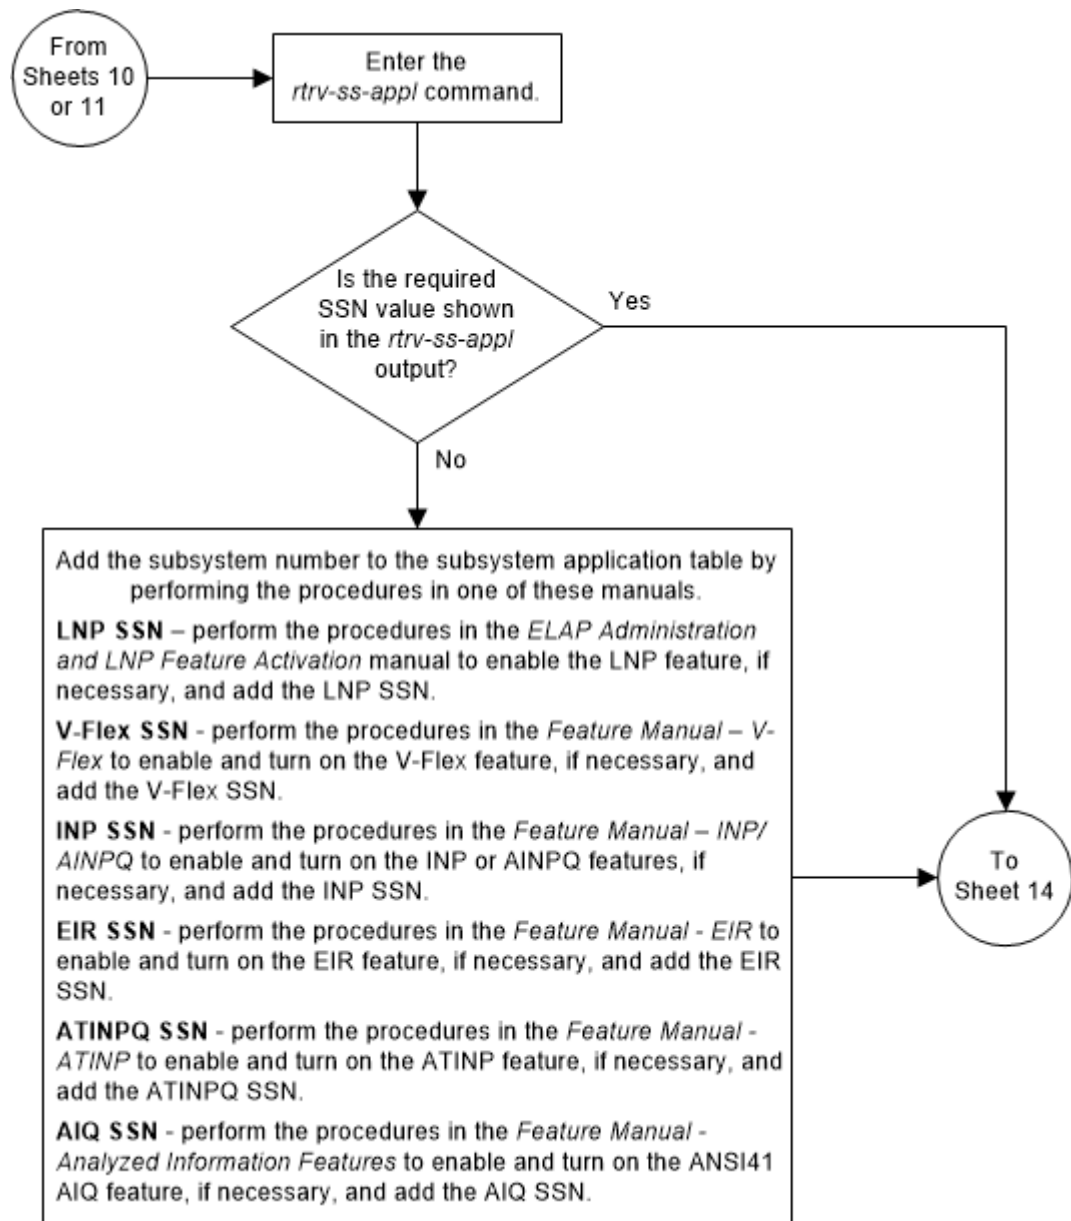 From
Sheets 10
or 11
Enter the
rtrv-ss-appl command.
Is the required
SSN value shown
in the rtrv-ss-appl
output?
Yes
No
Add the subsystem number to the subsystem application table by
performing the procedures in one of these manuals.
LNP SSN – perform the procedures in the ELAP Administration
and LNP Feature Activation manual to enable the LNP feature, if
necessary, and add the LNP SSN.
V-Flex SSN - perform the procedures in the Feature Manual – V-
Flex to enable and turn on the V-Flex feature, if necessary, and
add the V-Flex SSN.
INP SSN - perform the procedures in the Feature Manual – INP/
AINPQ to enable and turn on the INP or AINPQ features, if
necessary, and add the INP SSN.
EIR SSN - perform the procedures in the Feature Manual - EIR to
enable and turn on the EIR feature, if necessary, and add the EIR
SSN.
ATINPQ SSN - perform the procedures in the Feature Manual -
ATINP to enable and turn on the ATINP feature, if necessary, and
add the ATINPQ SSN.
AIQ SSN - perform the procedures in the Feature Manual -
Analyzed Information Features to enable and turn on the ANSI41
AIQ feature, if necessary, and add the AIQ SSN.
To
Sheet 14